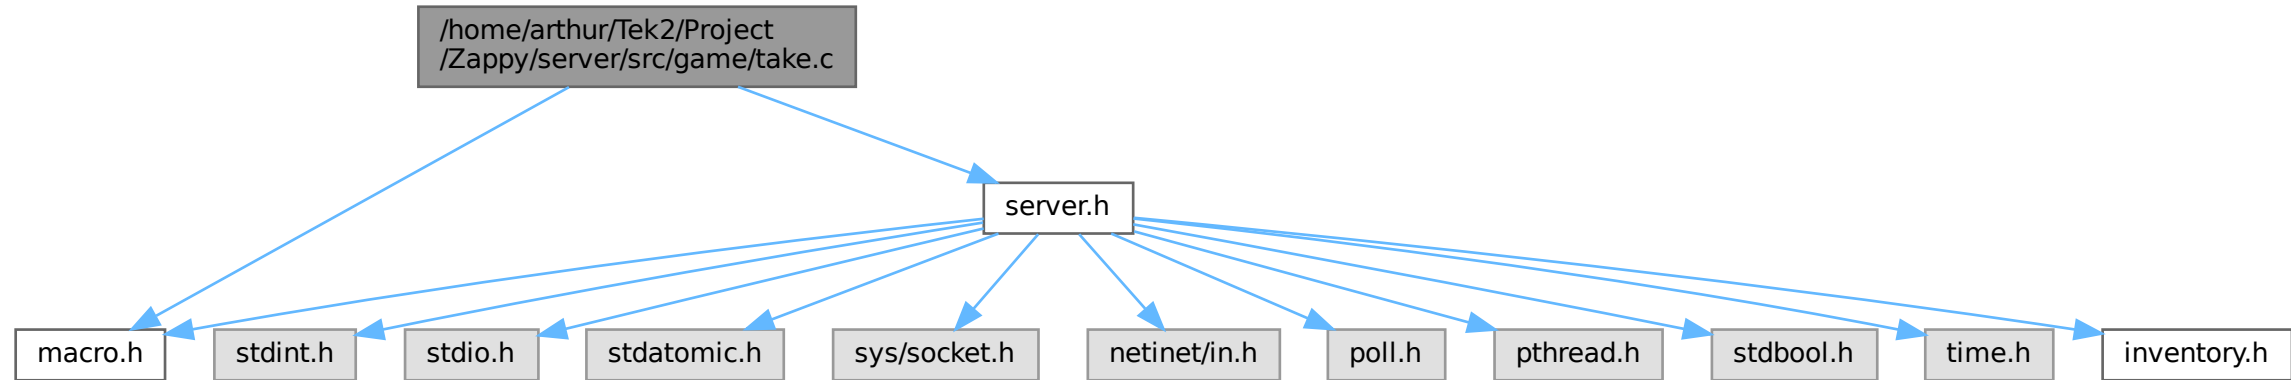 /home/arthur/Tek2/Project
/Zappy/server/src/game/take.c
server.h
macro.h
stdint.h
stdio.h
stdatomic.h
sys/socket.h
netinet/in.h
poll.h
pthread.h
stdbool.h
time.h
inventory.h